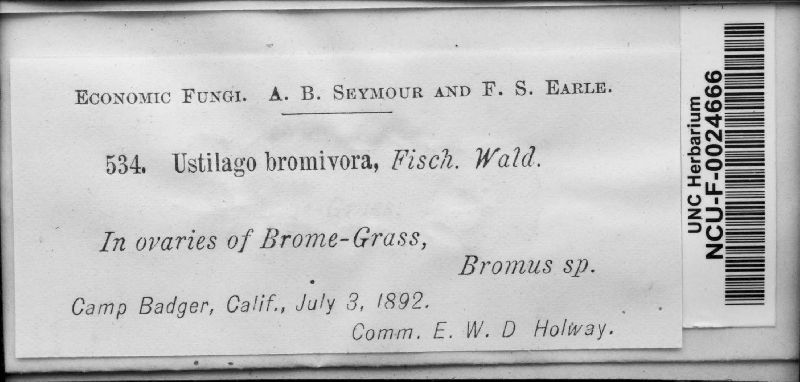 Economic Fungi. A. B. Seymour and F. S. Earle.
534. Ustilago bromivora, Fisch. Wald.
In ovaries of Brome-Grass,
Bromus sp.
Camp Badger, Calif., July 3, 1892.
Comm. E. W. D Holway.
UNC Herbarium
NCU-F-0024666